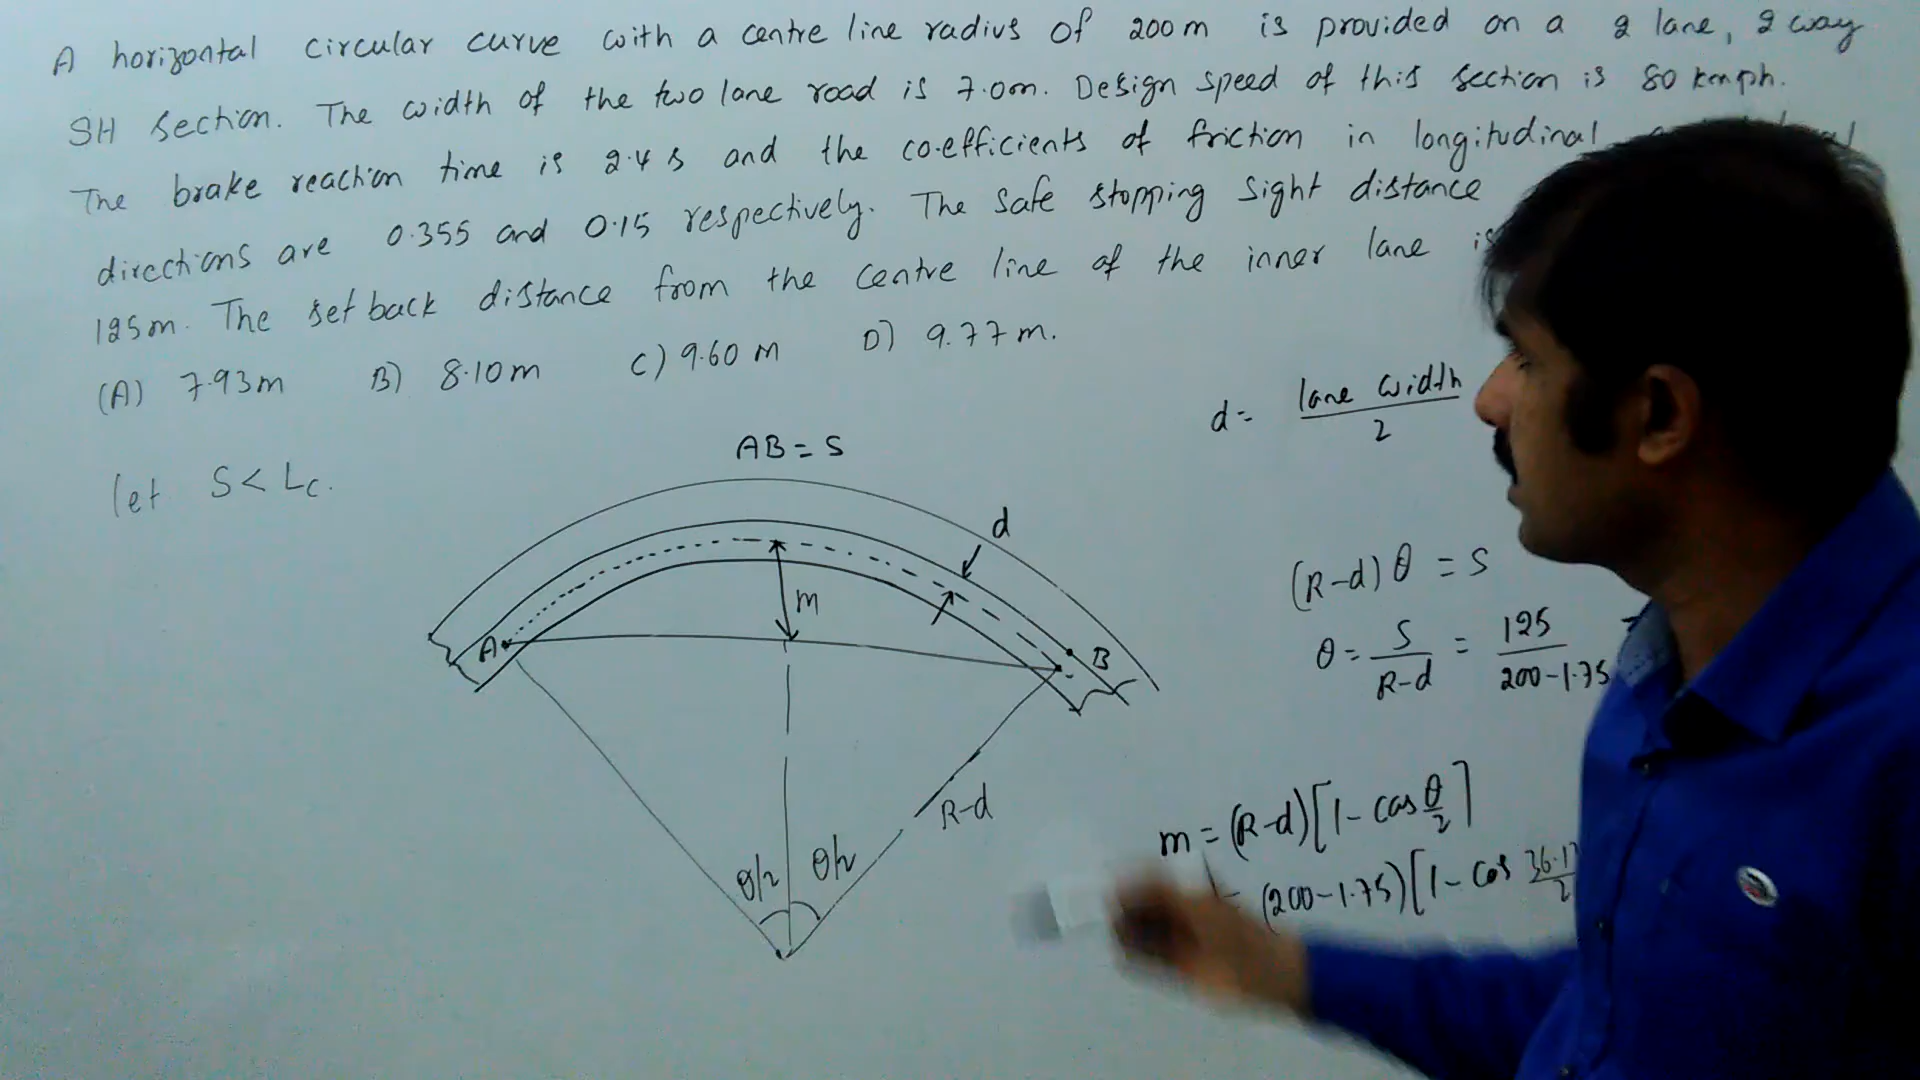 A horizontal circular curve with a centre line radius of 200m is provided on a 2 lane, 2 way
SH section. The width of the two lane road is 7.0m. Design speed of this section is 80 kmph.
The brake reaction time is 2.4 s and the co-efficients of friction in longitudinal
directions are 0.355 and 0.15 respectively. The safe stopping sight distance
125m. The set back distance from the centre line of the inner lane is
(A) 7.93m B) 8.10m C) 9.60 m D) 9.77 m.
d = lane width
2
AB = S
let S < Lc.
d
(R-d) θ = S
m
A
B
θ = S/R-d = 125/200-1.75
R-d
m = (R-d)[1 - cos θ/2]
θ/2 θ/2
= (200-1.75)[1 - cos